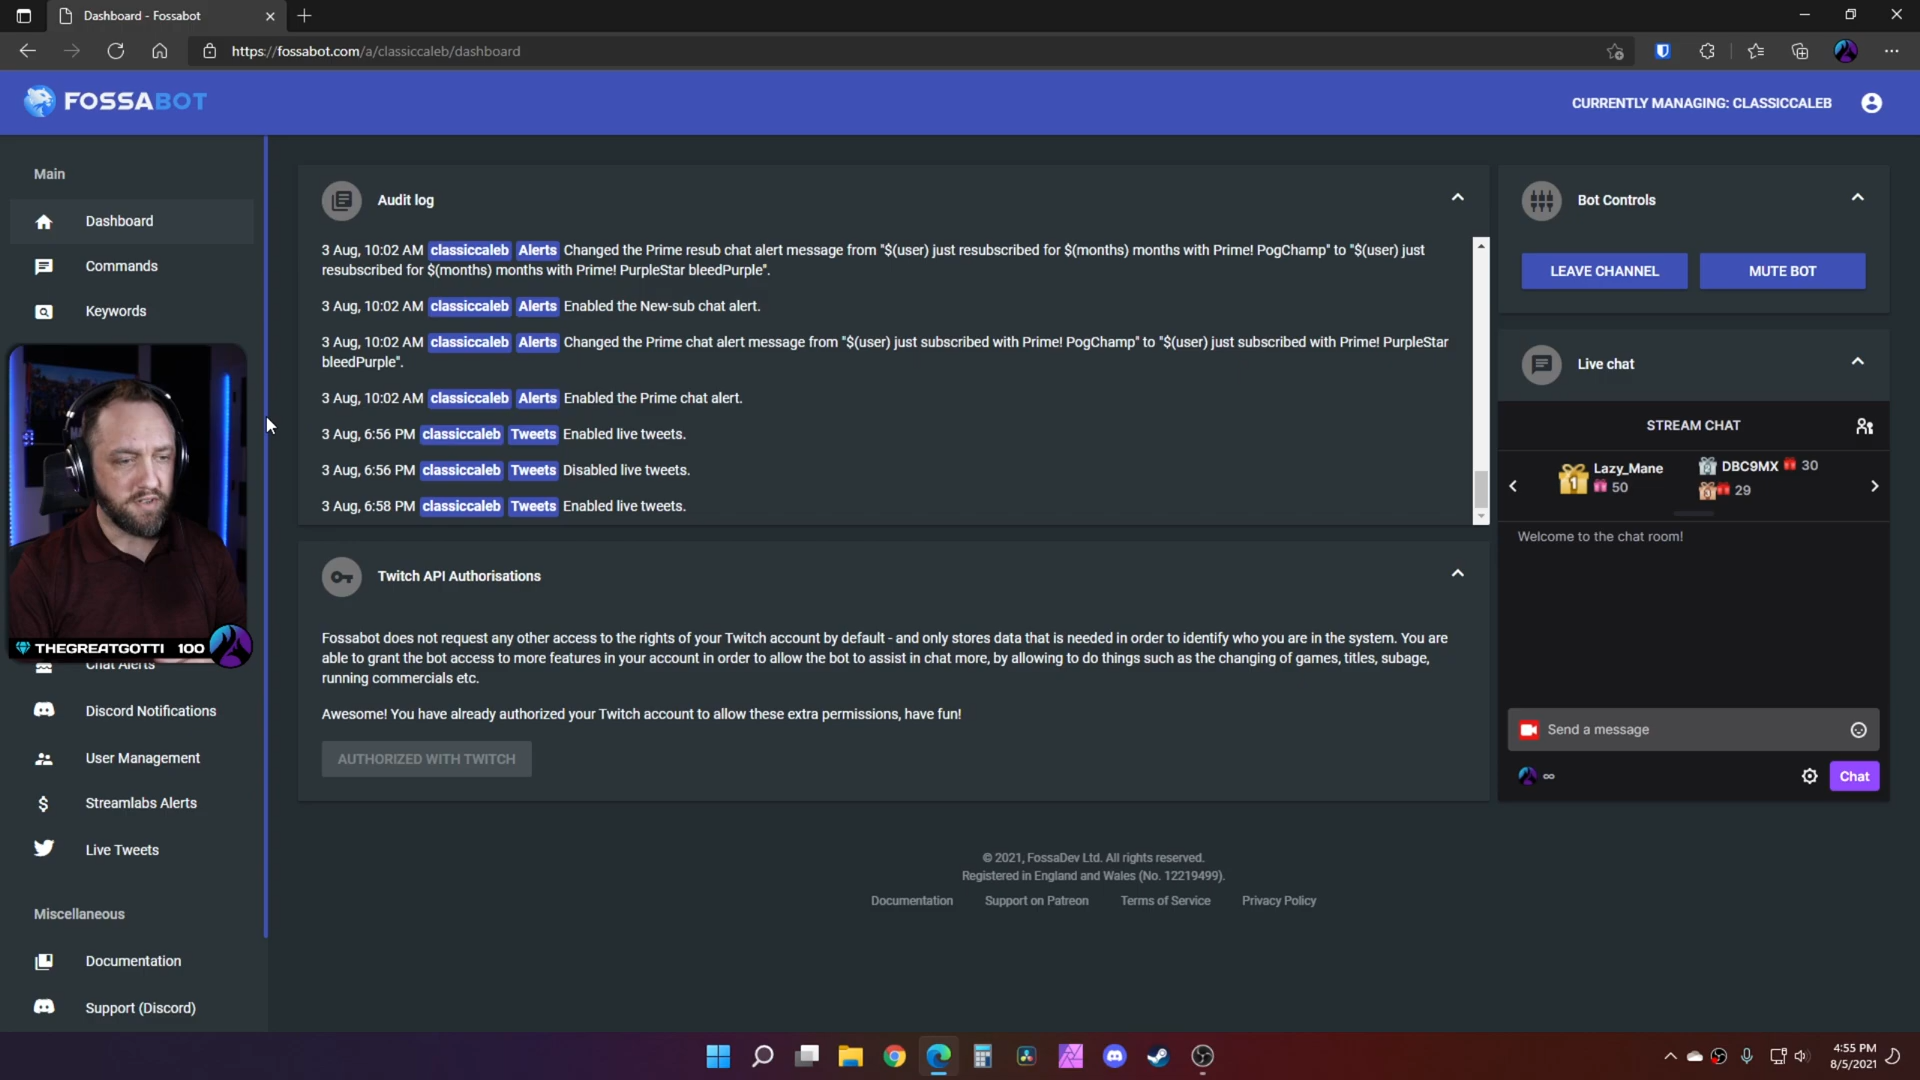 Dashboard - Fossabot
https://fossabot.com/a/classiccaleb/dashboard
FOSSABOT
CURRENTLY MANAGING: CLASSICCALEB
Main
Dashboard
Commands
Keywords
THEGREATGOTTI 100
Chat Alerts
Discord Notifications
User Management
Streamlabs Alerts
Live Tweets
Miscellaneous
Documentation
Support (Discord)
Audit log
3 Aug, 10:02 AM classiccaleb Alerts Changed the Prime resub chat alert message from "$(user) just resubscribed for $(months) months with Prime! PogChamp" to "$(user) just
resubscribed for $(months) months with Prime! PurpleStar bleedPurple".
3 Aug, 10:02 AM classiccaleb Alerts Enabled the New-sub chat alert.
3 Aug, 10:02 AM classiccaleb Alerts Changed the Prime chat alert message from "$(user) just subscribed with Prime! PogChamp" to "$(user) just subscribed with Prime! PurpleStar
bleedPurple".
3 Aug, 10:02 AM classiccaleb Alerts Enabled the Prime chat alert.
3 Aug, 6:56 PM classiccaleb Tweets Enabled live tweets.
3 Aug, 6:56 PM classiccaleb Tweets Disabled live tweets.
3 Aug, 6:58 PM classiccaleb Tweets Enabled live tweets.
Twitch API Authorisations
Fossabot does not request any other access to the rights of your Twitch account by default - and only stores data that is needed in order to identify who you are in the system. You are
able to grant the bot access to more features in your account in order to allow the bot to assist in chat more, by allowing to do things such as the changing of games, titles, subage,
running commercials etc.
Awesome! You have already authorized your Twitch account to allow these extra permissions, have fun!
AUTHORIZED WITH TWITCH
Bot Controls
LEAVE CHANNEL
MUTE BOT
Live chat
STREAM CHAT
1 Lazy_Mane 50
2 DBC9MX 30
3 29
Welcome to the chat room!
Send a message
∞
Chat
© 2021, FossaDev Ltd. All rights reserved.
Registered in England and Wales (No. 12219499).
Documentation Support on Patreon Terms of Service Privacy Policy
4:55 PM
8/5/2021